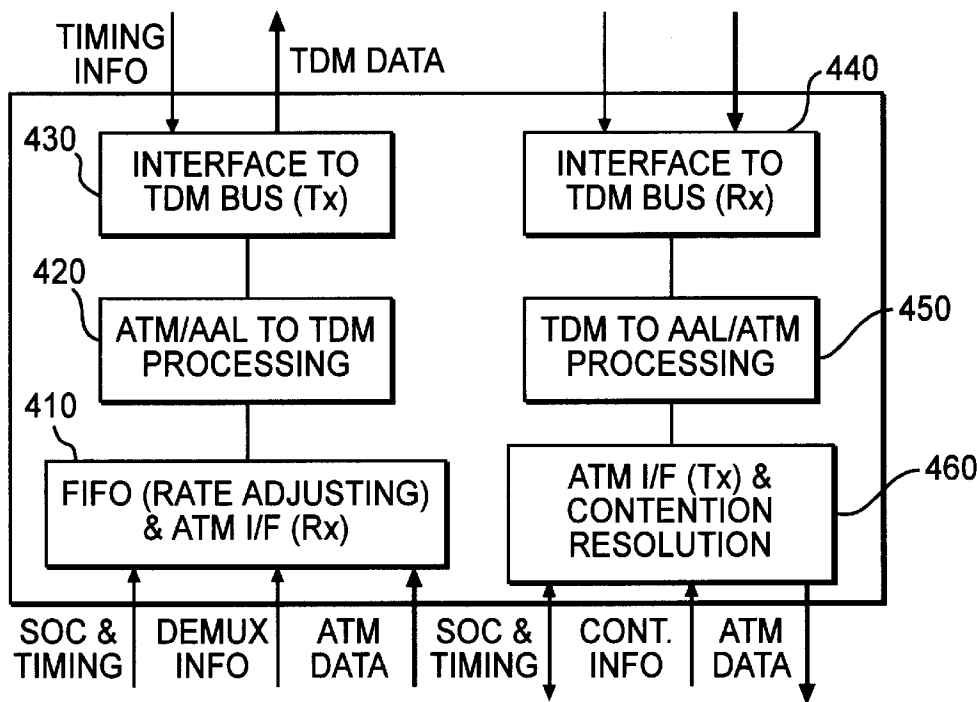 TIMING
INFO
TDM DATA
440
430
INTERFACE TO
TDM BUS (Tx)
INTERFACE TO
TDM BUS (Rx)
420
ATM/AAL TO TDM
PROCESSING
TDM TO AAL/ATM
PROCESSING
450
410
FIFO (RATE ADJUSTING)
& ATM I/F (Rx)
ATM I/F (Tx) &
CONTENTION
RESOLUTION
460
SOC &
TIMING
DEMUX
INFO
ATM
DATA
SOC &
TIMING
CONT.
INFO
ATM
DATA